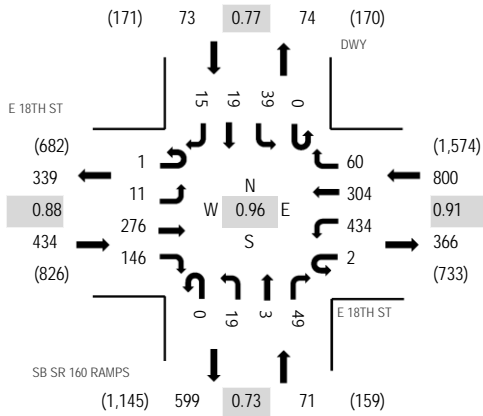 (171) 73 0.77 74 (170)
DWY
15 19 39 0
E 18TH ST
(682) (1,574)
339 1 60 800
11 N 304
0.88 276 W 0.96 E 434 0.91
434 146 S 2 366
(826) (733)
0 19 3 49
E 18TH ST
SB SR 160 RAMPS
(1,145) 599 0.73 71 (159)